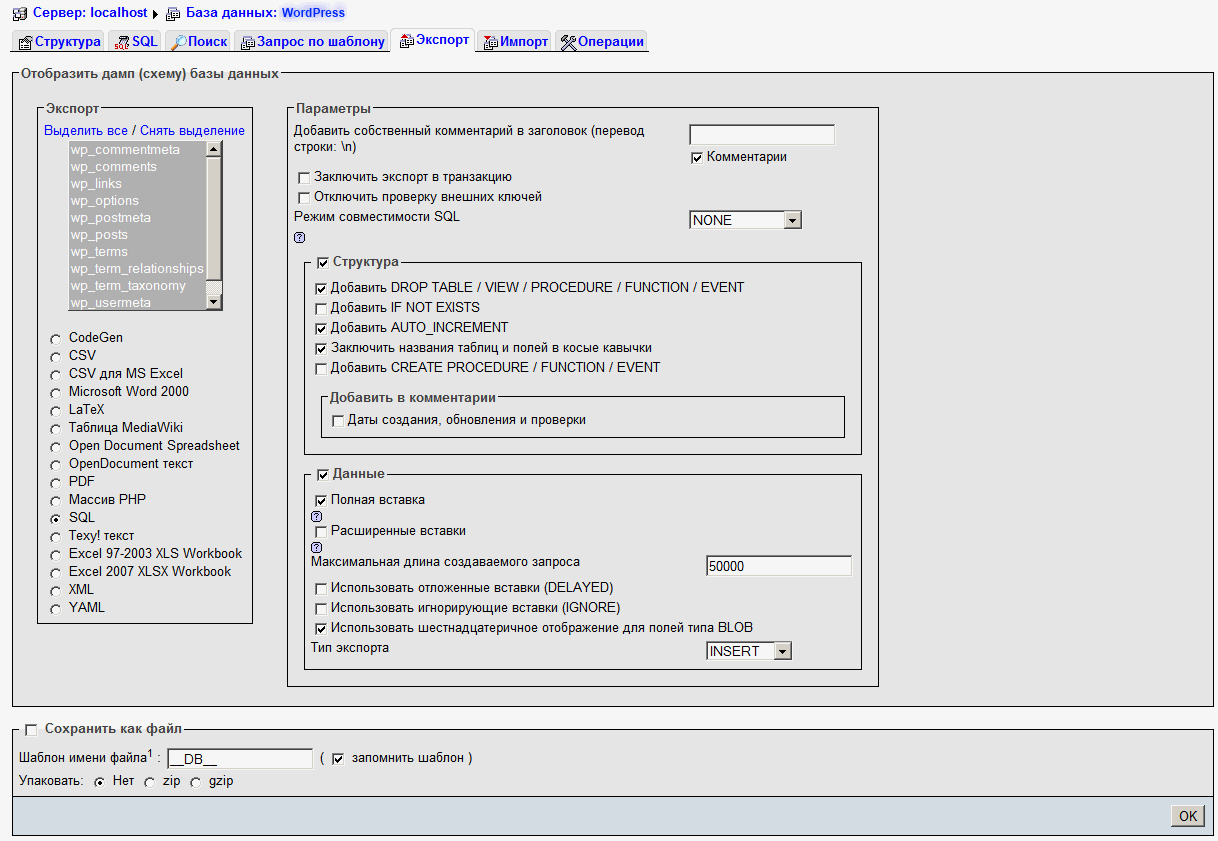 Сервер: localhost База данных: WordPress
Структура SQL Поиск Запрос по шаблону Экспорт Импорт Операции
Отобразить дамп (схему) базы данных
Экспорт
Выделить все / Снять выделение
wp_commentmeta
wp_comments
wp_links
wp_options
wp_postmeta
wp_posts
wp_terms
wp_term_relationships
wp_term_taxonomy
wp_usermeta
CodeGen
CSV
CSV для MS Excel
Microsoft Word 2000
LaTeX
Таблица MediaWiki
Open Document Spreadsheet
OpenDocument текст
PDF
Массив PHP
SQL
Texy! текст
Excel 97-2003 XLS Workbook
Excel 2007 XLSX Workbook
XML
YAML
Параметры
Добавить собственный комментарий в заголовок (перевод
строки: \n)
Комментарии
Заключить экспорт в транзакцию
Отключить проверку внешних ключей
Режим совместимости SQL NONE
?
Структура
Добавить DROP TABLE / VIEW / PROCEDURE / FUNCTION / EVENT
Добавить IF NOT EXISTS
Добавить AUTO_INCREMENT
Заключить названия таблиц и полей в косые кавычки
Добавить CREATE PROCEDURE / FUNCTION / EVENT
Добавить в комментарии
Даты создания, обновления и проверки
Данные
Полная вставка
?
Расширенные вставки
?
Максимальная длина создаваемого запроса 50000
Использовать отложенные вставки (DELAYED)
Использовать игнорирующие вставки (IGNORE)
Использовать шестнадцатеричное отображение для полей типа BLOB
Тип экспорта INSERT
Сохранить как файл
Шаблон имени файла1 : __DB__ ( запомнить шаблон )
Упаковать: Нет zip gzip
OK